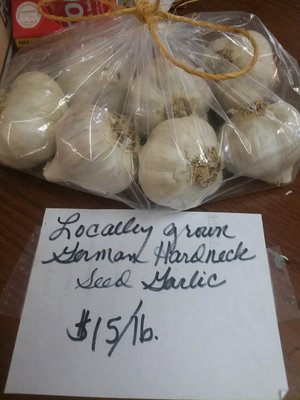 Locally grown
German Hardneck
Seed Garlic
$15/lb.